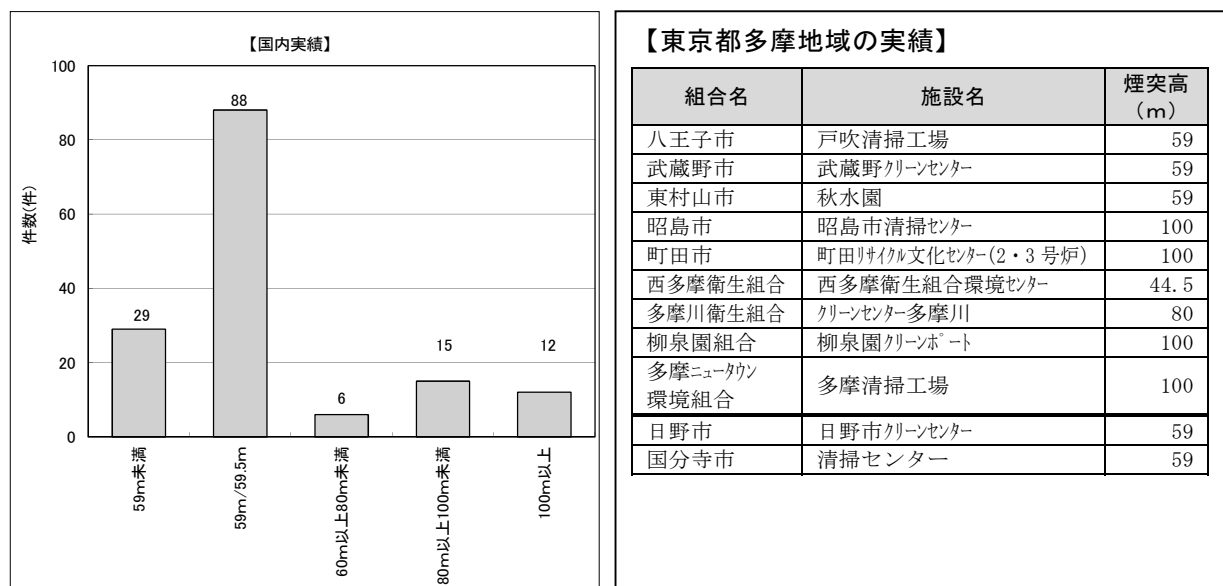 【国内実績】
件数(件)
100
80
60
40
20
0
29
88
6
15
12
59m未満
59m/59.5m
60m以上80m未満
80m以上100m未満
100m以上
【東京都多摩地域の実績】
組合名 施設名 煙突高
(m)
八王子市 戸吹清掃工場 59
武蔵野市 武蔵野クリーンセンター 59
東村山市 秋水園 59
昭島市 昭島市清掃センター 100
町田市 町田リサイクル文化センター(2・3号炉) 100
西多摩衛生組合 西多摩衛生組合環境センター 44.5
多摩川衛生組合 クリーンセンター多摩川 80
柳泉園組合 柳泉園クリーンポート 100
多摩ニュータウン
環境組合 多摩清掃工場 100
日野市 日野市クリーンセンター 59
国分寺市 清掃センター 59